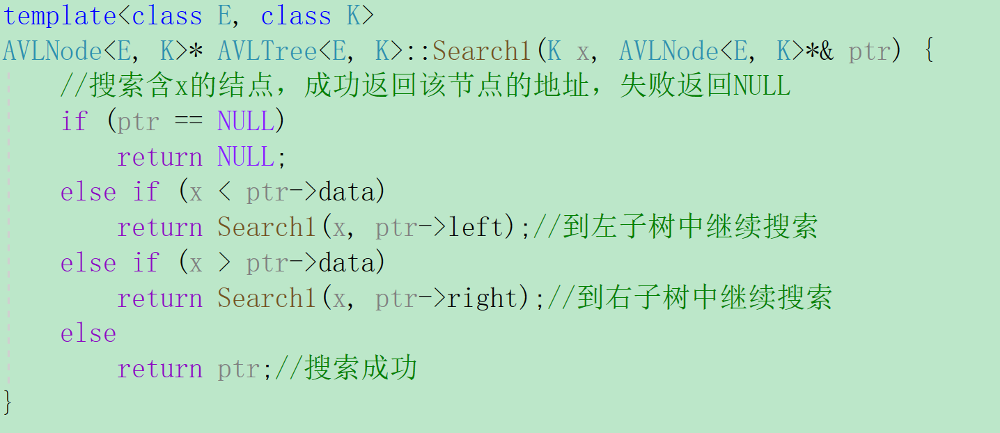 template<class E, class K>
AVLNode<E, K>* AVLTree<E, K>::Search1(K x, AVLNode<E, K>*& ptr) {
    //搜索含x的结点，成功返回该节点的地址，失败返回NULL
    if (ptr == NULL)
        return NULL;
    else if (x < ptr->data)
        return Search1(x, ptr->left);//到左子树中继续搜索
    else if (x > ptr->data)
        return Search1(x, ptr->right);//到右子树中继续搜索
    else
        return ptr;//搜索成功
}